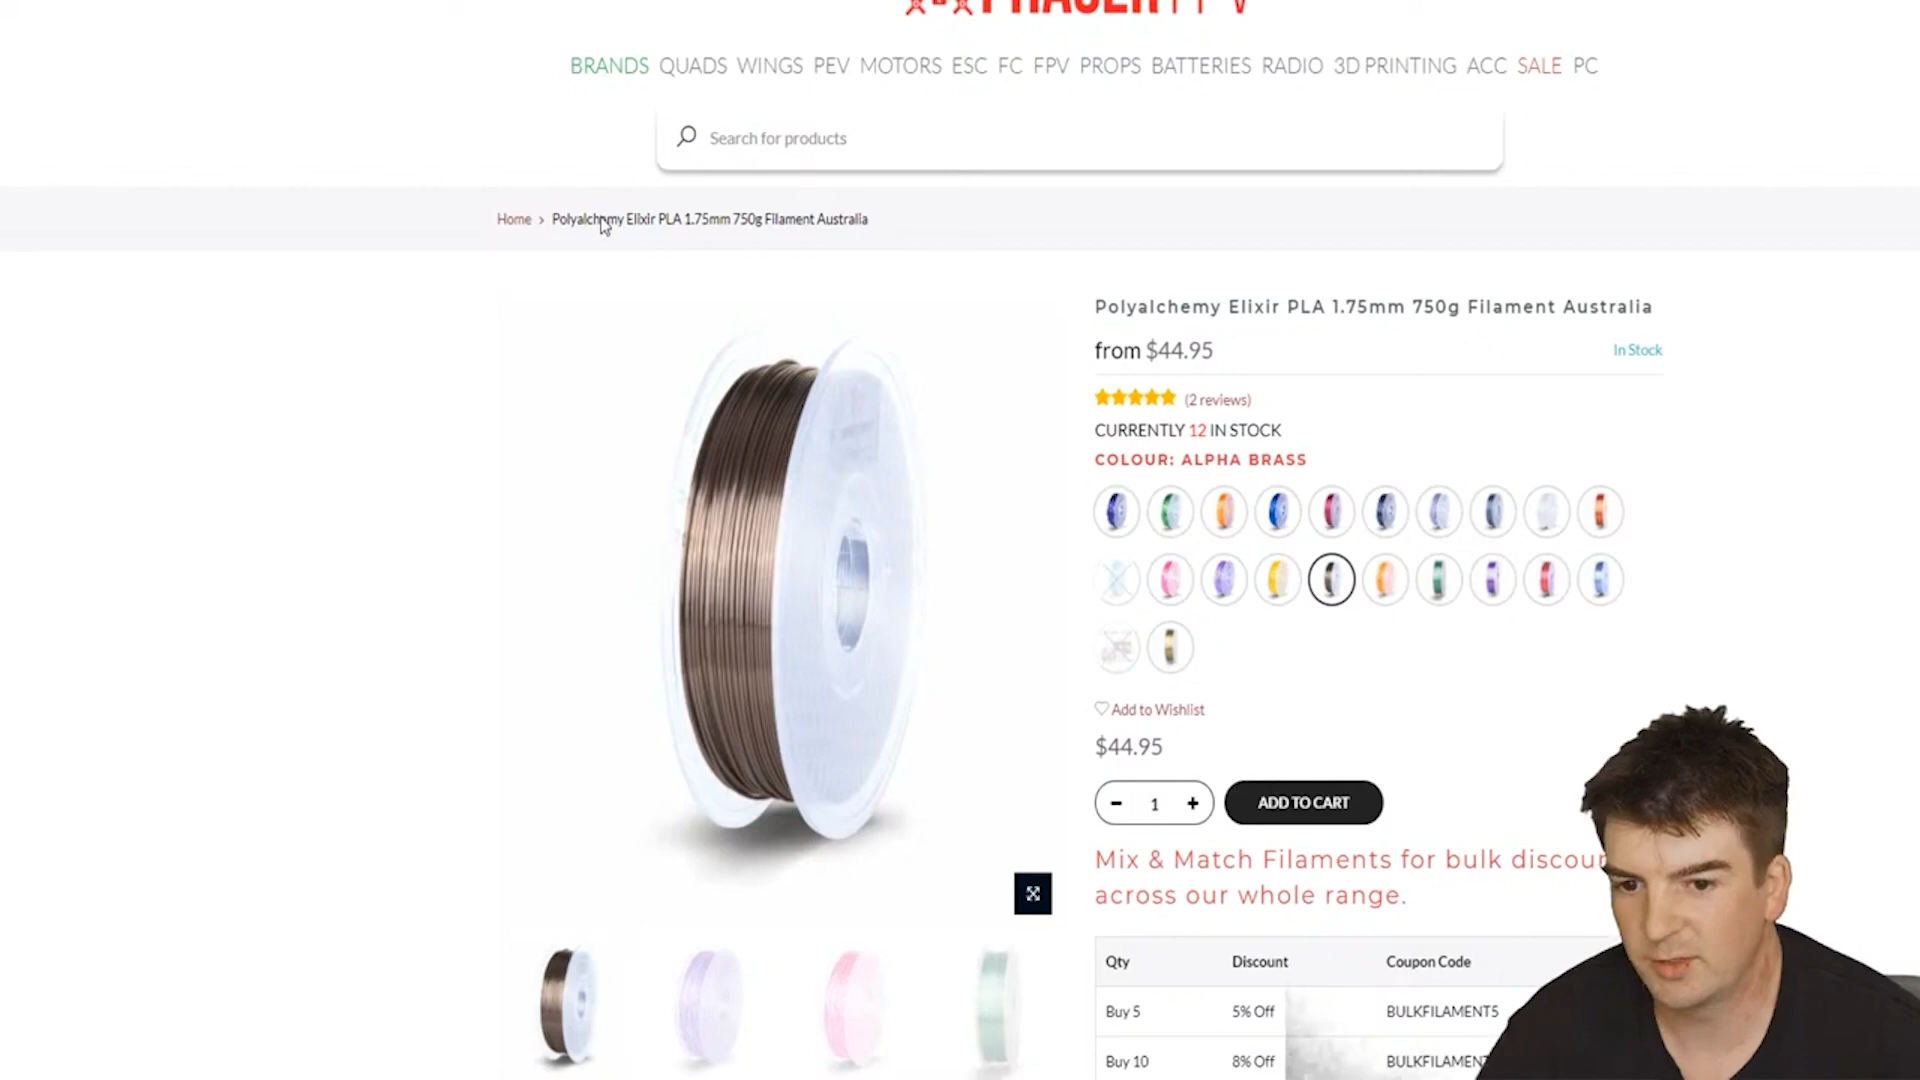 BRANDS QUADS WINGS PEV MOTORS ESC FC FPV PROPS BATTERIES RADIO 3D PRINTING ACC SALE PC
Search for products
Home › Polyalchemy Elixir PLA 1.75mm 750g Filament Australia
Polyalchemy Elixir PLA 1.75mm 750g Filament Australia
from $44.95
In Stock
(2 reviews)
CURRENTLY 12 IN STOCK
COLOUR: ALPHA BRASS
Add to Wishlist
$44.95
- 1 +
ADD TO CART
Mix & Match Filaments for bulk
across our whole range.
Qty Discount Coupon Code
Buy 5 5% Off BULKFILAMENT5
Buy 10 8% Off